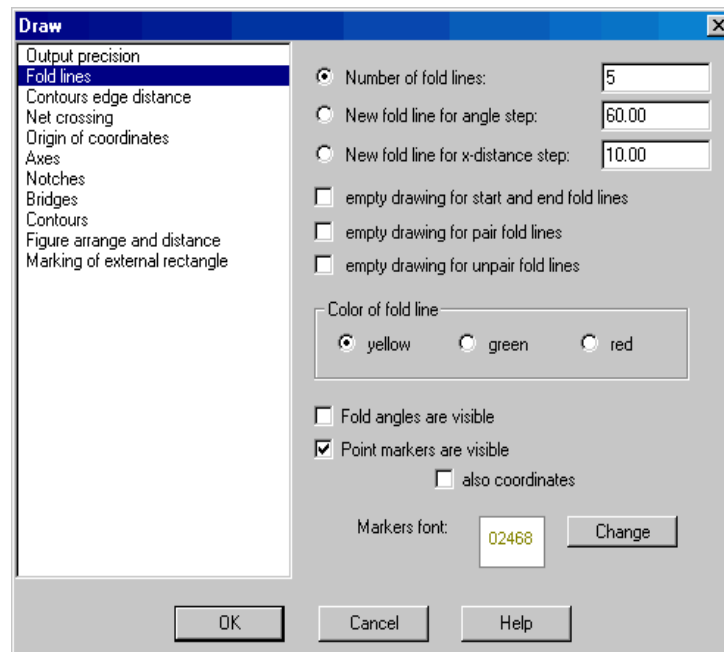 Draw
Output precision
Fold lines
Contours edge distance
Net crossing
Origin of coordinates
Axes
Notches
Bridges
Contours
Figure arrange and distance
Marking of external rectangle
Number of fold lines: 5
New fold line for angle step: 60.00
New fold line for x-distance step: 10.00
empty drawing for start and end fold lines
empty drawing for pair fold lines
empty drawing for unpair fold lines
Color of fold line
yellow green red
Fold angles are visible
Point markers are visible
also coordinates
Markers font: 02468 Change
OK Cancel Help